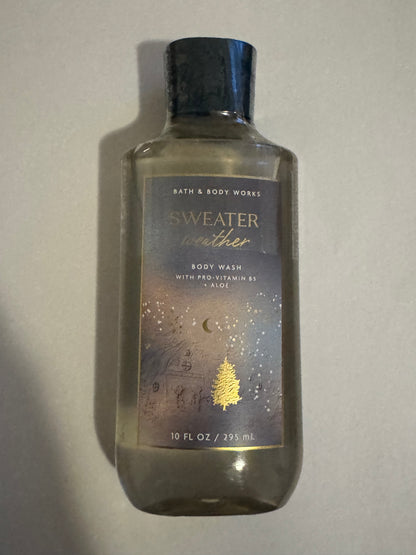 BATH & BODY WORKS
SWEATER
weather
BODY WASH
WITH PRO-VITAMIN B5
+ ALOE
10 FL OZ / 295 mL